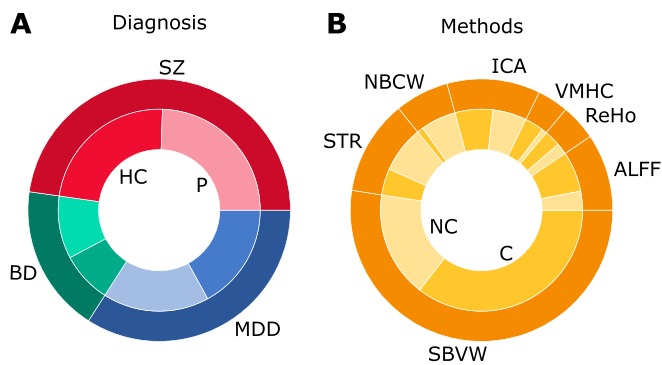 A
Diagnosis
SZ
HC
P
BD
MDD
B
Methods
ICA
NBCW
VMHC
ReHo
STR
ALFF
NC
C
SBVW